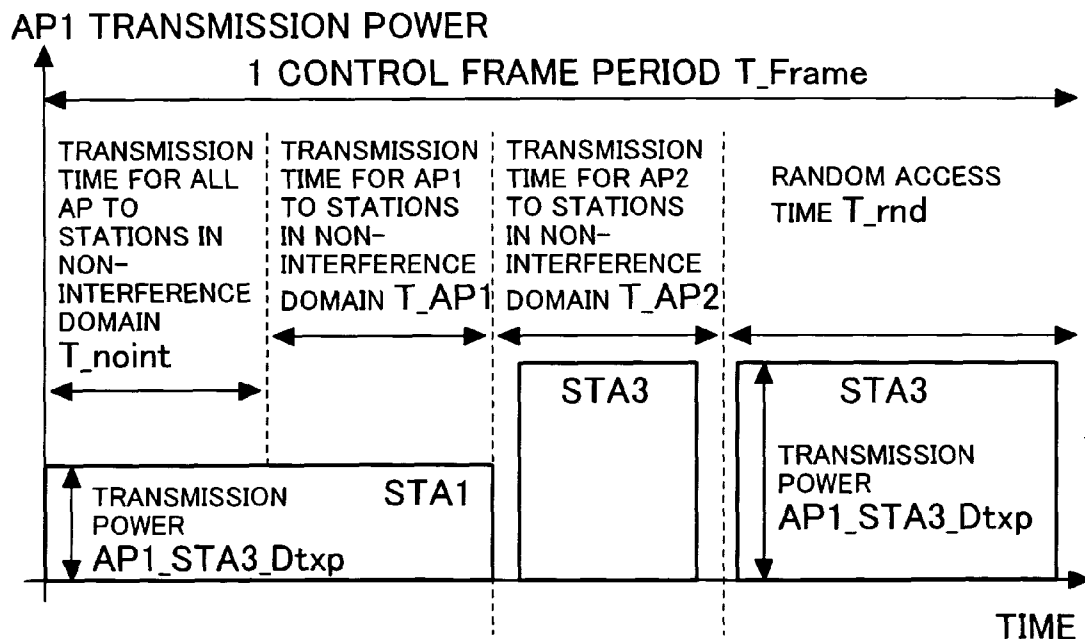 AP1 TRANSMISSION POWER
1 CONTROL FRAME PERIOD T_Frame
TRANSMISSION
TIME FOR ALL
AP TO
STATIONS IN
NON-
INTERFERENCE
DOMAIN
T_noint
TRANSMISSION
TIME FOR AP1
TO STATIONS
IN NON-
INTERFERENCE
DOMAIN T_AP1
TRANSMISSION
TIME FOR AP2
TO STATIONS
IN NON-
INTERFERENCE
DOMAIN T_AP2
RANDOM ACCESS
TIME T_rnd
STA1
TRANSMISSION
POWER
AP1_STA3_Dtxp
STA3
STA3
TRANSMISSION
POWER
AP1_STA3_Dtxp
TIME